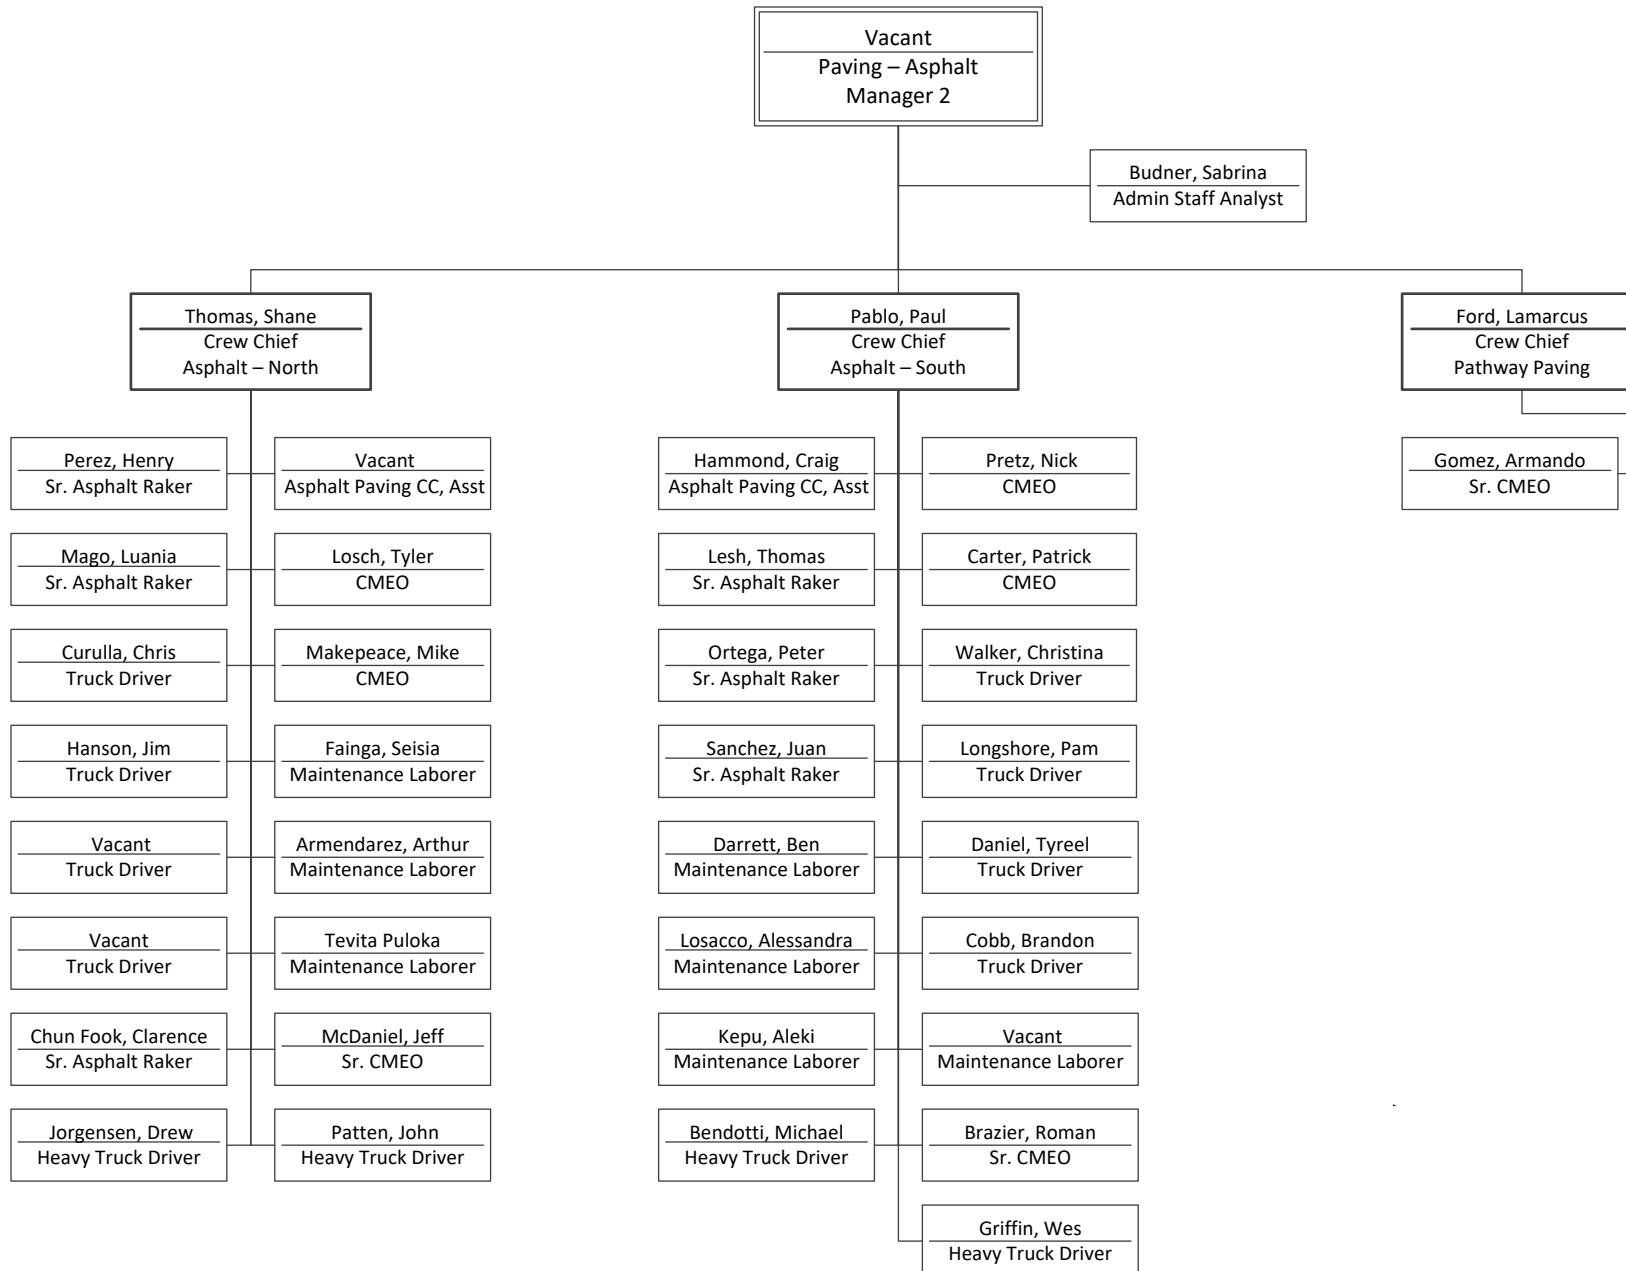 Vacant
Paving – Asphalt
Manager 2
Budner, Sabrina
Admin Staff Analyst
Thomas, Shane
Crew Chief
Asphalt – North
Pablo, Paul
Crew Chief
Asphalt – South
Ford, Lamarcus
Crew Chief
Pathway Paving
Perez, Henry
Sr. Asphalt Raker
Vacant
Asphalt Paving CC, Asst
Hammond, Craig
Asphalt Paving CC, Asst
Pretz, Nick
CMEO
Gomez, Armando
Sr. CMEO
Mago, Luania
Sr. Asphalt Raker
Losch, Tyler
CMEO
Lesh, Thomas
Sr. Asphalt Raker
Carter, Patrick
CMEO
Curulla, Chris
Truck Driver
Makepeace, Mike
CMEO
Ortega, Peter
Sr. Asphalt Raker
Walker, Christina
Truck Driver
Hanson, Jim
Truck Driver
Fainga, Seisia
Maintenance Laborer
Sanchez, Juan
Sr. Asphalt Raker
Longshore, Pam
Truck Driver
Vacant
Truck Driver
Armendarez, Arthur
Maintenance Laborer
Darrett, Ben
Maintenance Laborer
Daniel, Tyreel
Truck Driver
Vacant
Truck Driver
Tevita Puloka
Maintenance Laborer
Losacco, Alessandra
Maintenance Laborer
Cobb, Brandon
Truck Driver
Chun Fook, Clarence
Sr. Asphalt Raker
McDaniel, Jeff
Sr. CMEO
Kepu, Aleki
Maintenance Laborer
Vacant
Maintenance Laborer
Jorgensen, Drew
Heavy Truck Driver
Patten, John
Heavy Truck Driver
Bendotti, Michael
Heavy Truck Driver
Brazier, Roman
Sr. CMEO
Griffin, Wes
Heavy Truck Driver